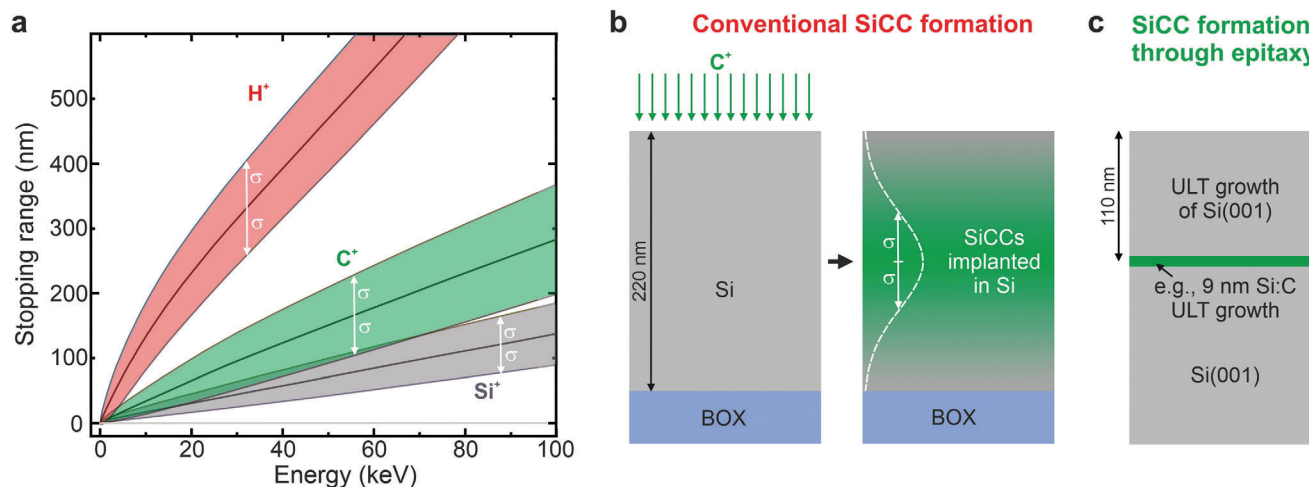 a
Stopping range (nm)
500
400
300
200
100
0
0
20
40
60
80
100
Energy (keV)
H⁺
σ
σ
C⁺
σ
σ
Si⁺
σ
σ
b
Conventional SiCC formation
C⁺
220 nm
Si
BOX
σ
σ
SiCCs
implanted
in Si
BOX
c
SiCC formation
through epitaxy
110 nm
ULT growth
of Si(001)
e.g., 9 nm Si:C
ULT growth
Si(001)